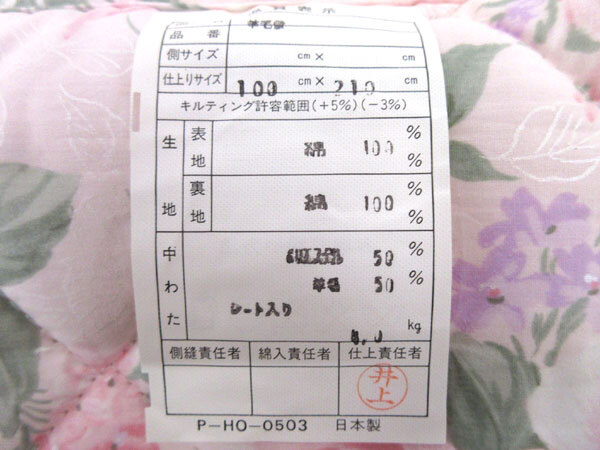 品番
側サイズ cm × cm
仕上りサイズ 100 cm × 210 cm
キルティング許容範囲(+5%)(−3%)
生地 表地 綿 100 % %
裏地 綿 100 % %
中わた 50 %
羊毛 50 %
シート入り
kg
側縫責任者 綿入責任者 仕上責任者
井上
P−HO−0503 日本製